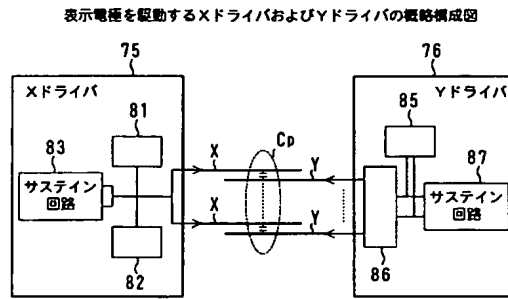 表示電極を駆動するXドライバおよびYドライバの概略構成図
75
76
Xドライバ
Yドライバ
81
85
83
Cp
87
X
Y
サステイン
回路
サステイン
回路
X
Y
82
86